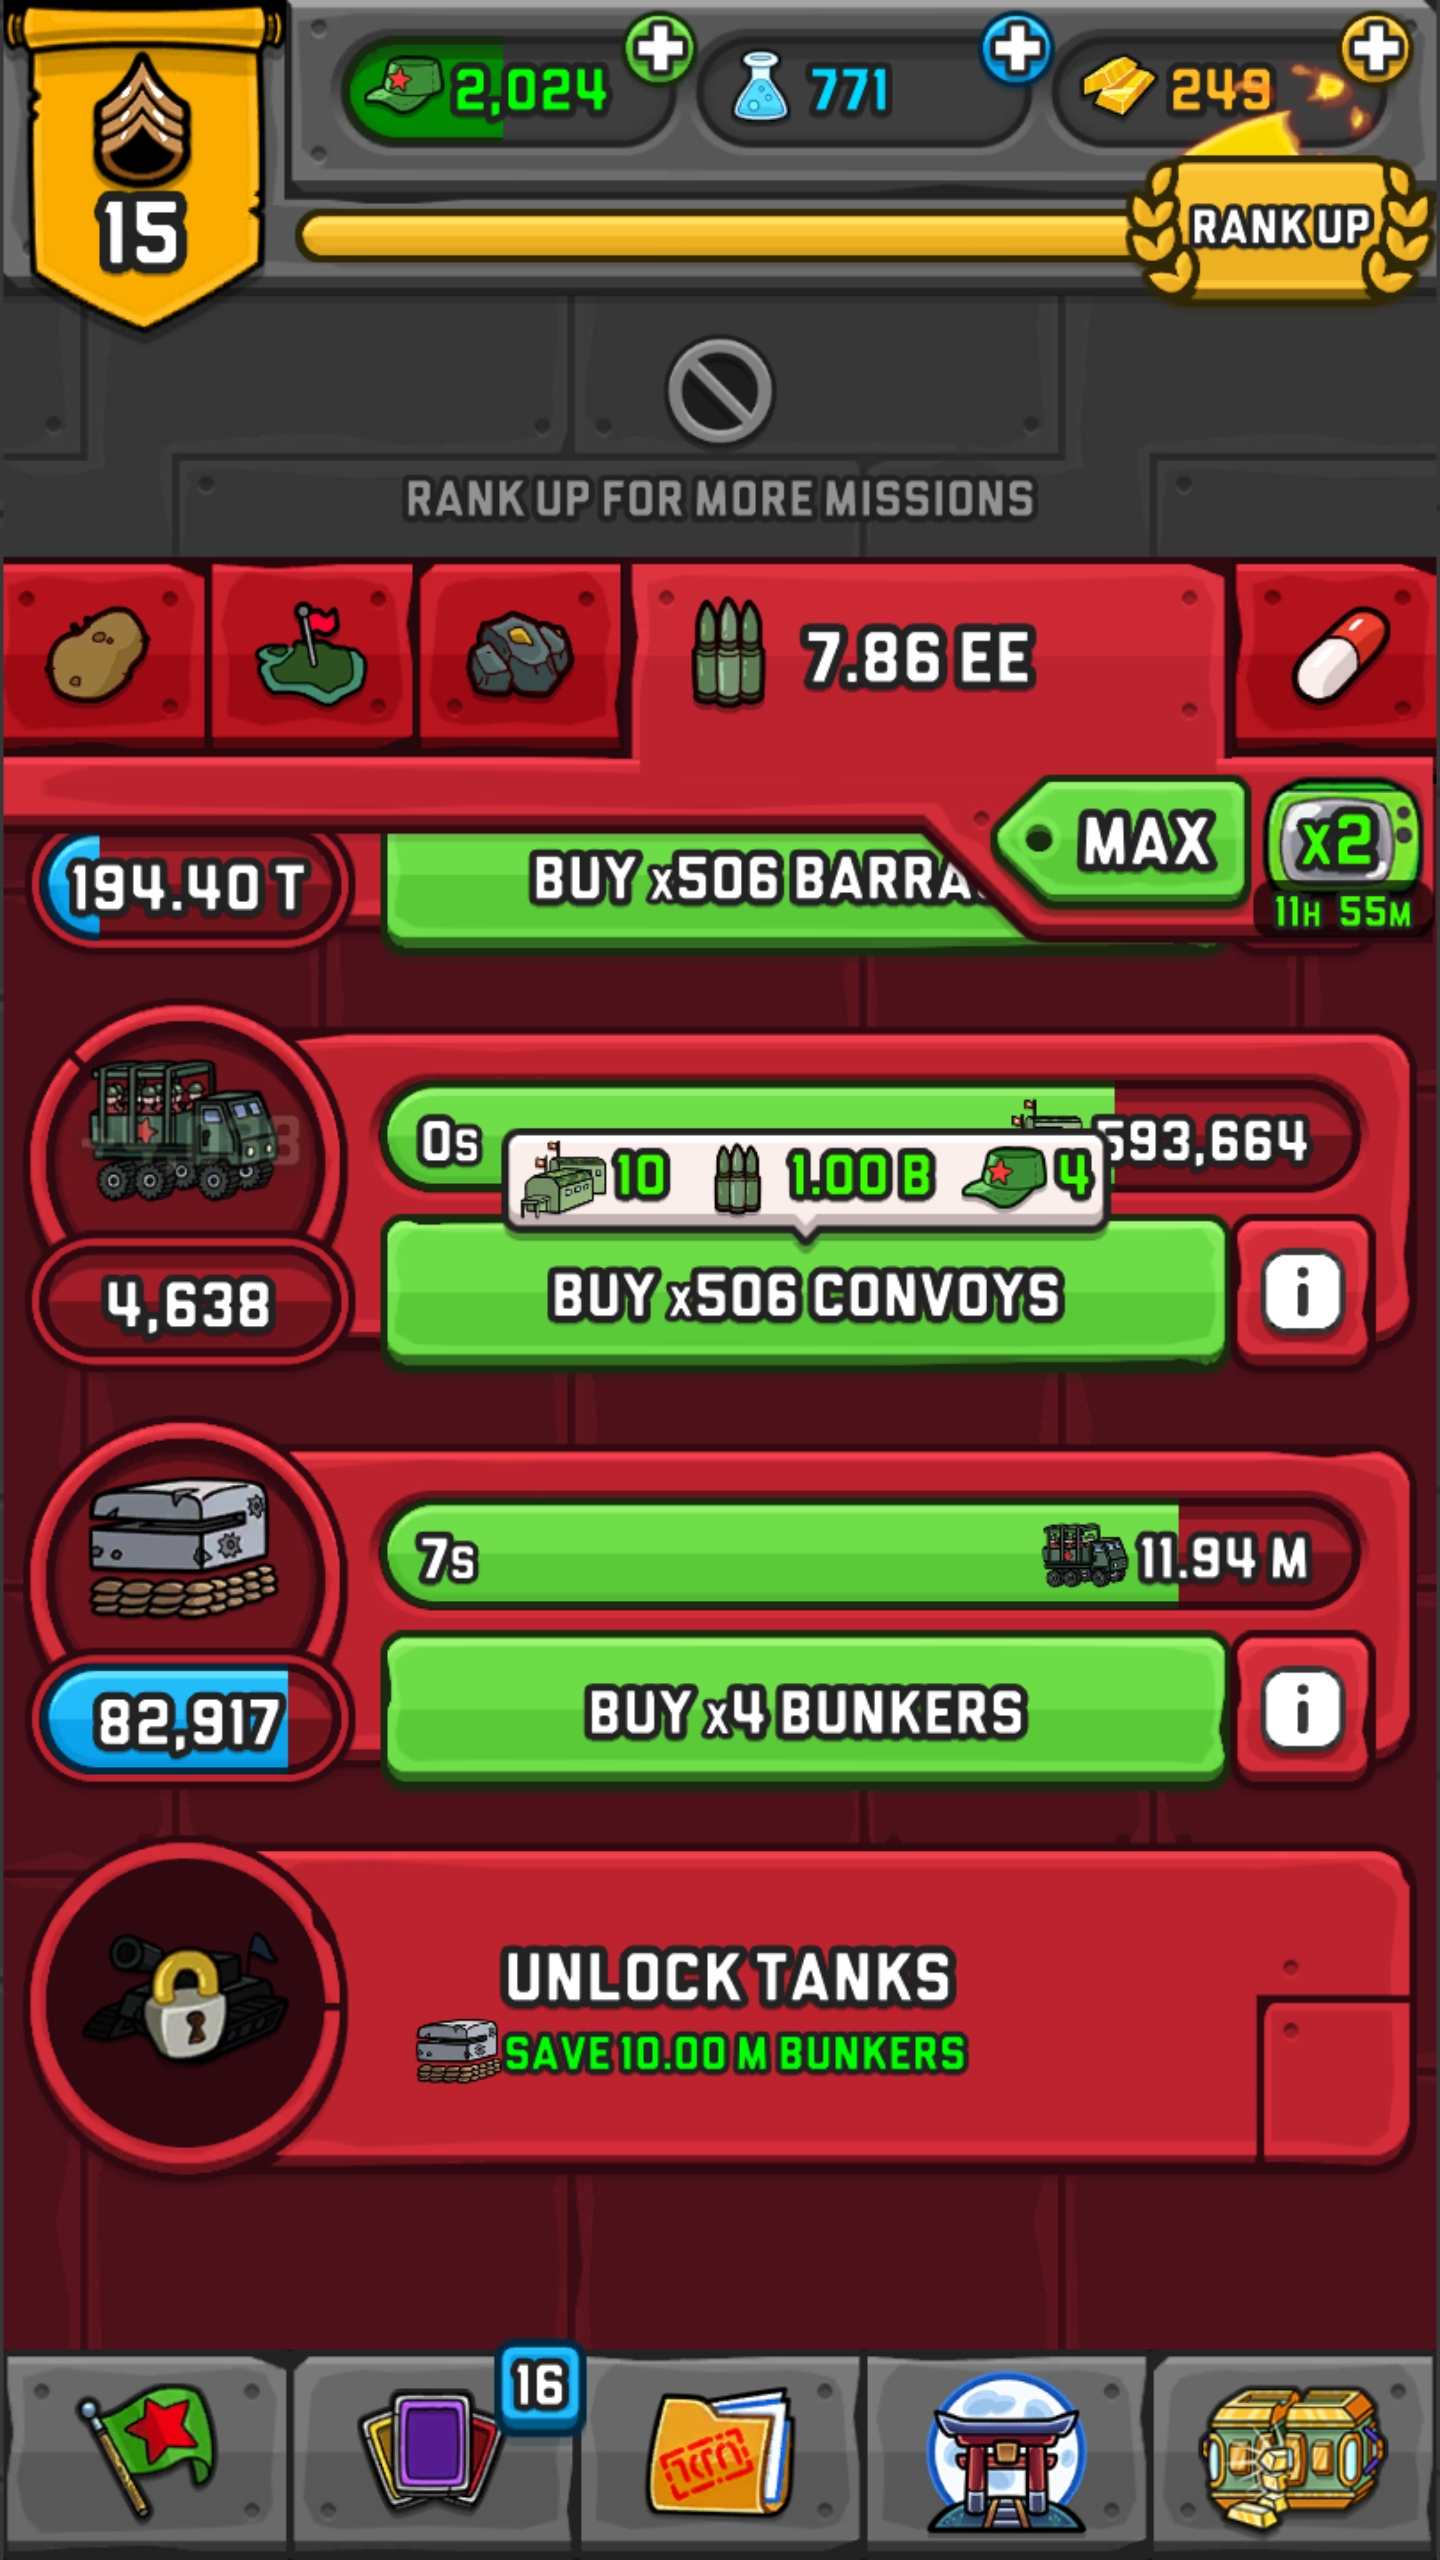 15
2,024
771
249
RANK UP
RANK UP FOR MORE MISSIONS
7.86 EE
MAX
x2
11H 55M
194.40 T
BUY x506 BARRA
0s
593,664
10
1.00 B
4
4,638
BUY x506 CONVOYS
i
7s
11.94 M
82,917
BUY x4 BUNKERS
i
UNLOCK TANKS
SAVE 10.00 M BUNKERS
16